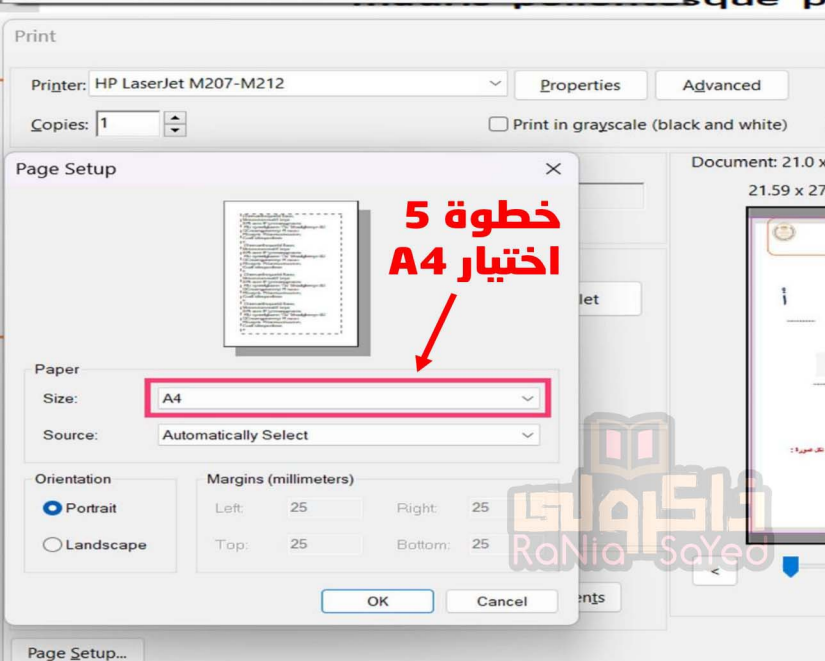 Print
Printer: HP LaserJet M207-M212
Properties
Advanced
Copies: 1
Print in grayscale (black and white)
Page Setup
Document: 21.0 x
21.59 x 27
خطوة 5
اختيار A4
أ
let
Paper
Size: A4
Source: Automatically Select
Orientation
Margins (millimeters)
Portrait
Left: 25 Right: 25
Landscape
Top: 25 Bottom: 25
ذاكرولي
RaNia SaYed
<
OK
Cancel
ents
Page Setup...